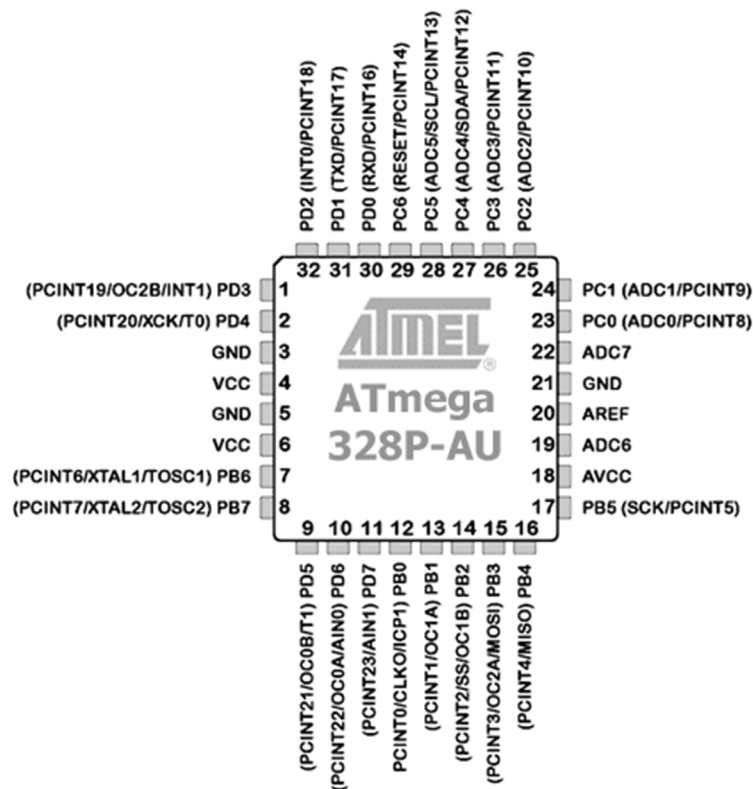 PD2 (INT0/PCINT18)
PD1 (TXD/PCINT17)
PD0 (RXD/PCINT16)
PC6 (RESET/PCINT14)
PC5 (ADC5/SCL/PCINT13)
PC4 (ADC4/SDA/PCINT12)
PC3 (ADC3/PCINT11)
PC2 (ADC2/PCINT10)
32 31 30 29 28 27 26 25
(PCINT19/OC2B/INT1) PD3 1
(PCINT20/XCK/T0) PD4 2
GND 3
VCC 4
GND 5
VCC 6
(PCINT6/XTAL1/TOSC1) PB6 7
(PCINT7/XTAL2/TOSC2) PB7 8
ATMEL®
ATmega
328P-AU
24 PC1 (ADC1/PCINT9)
23 PC0 (ADC0/PCINT8)
22 ADC7
21 GND
20 AREF
19 ADC6
18 AVCC
17 PB5 (SCK/PCINT5)
9 10 11 12 13 14 15 16
(PCINT21/OC0B/T1) PD5
(PCINT22/OC0A/AIN0) PD6
(PCINT23/AIN1) PD7
PCINT0/CLKO/ICP1) PB0
(PCINT1/OC1A) PB1
(PCINT2/SS/OC1B) PB2
(PCINT3/OC2A/MOSI) PB3
(PCINT4/MISO) PB4